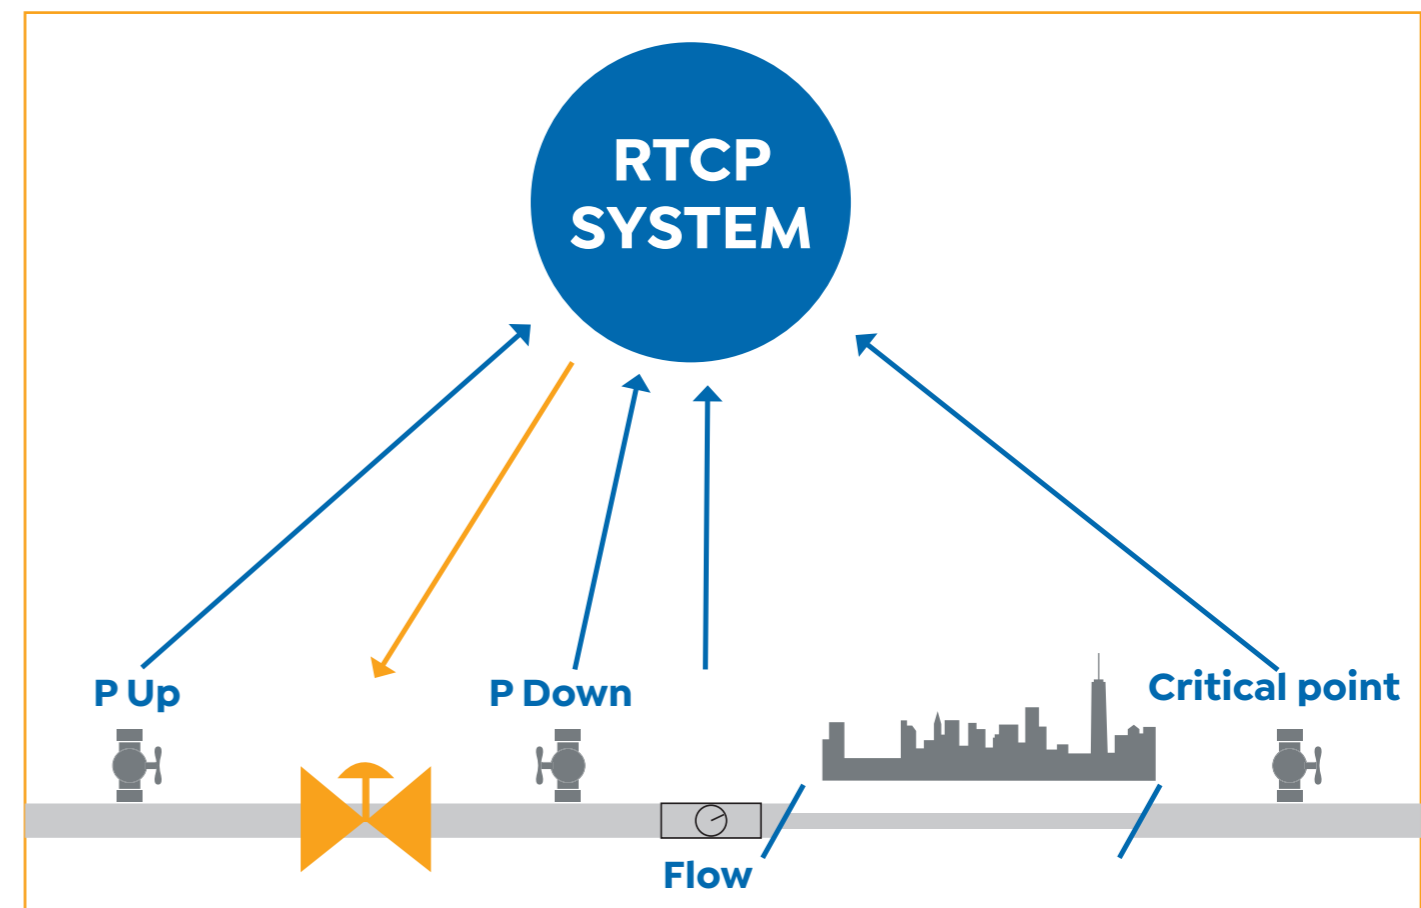 RTCP
SYSTEM
P Up
P Down
Critical point
Flow